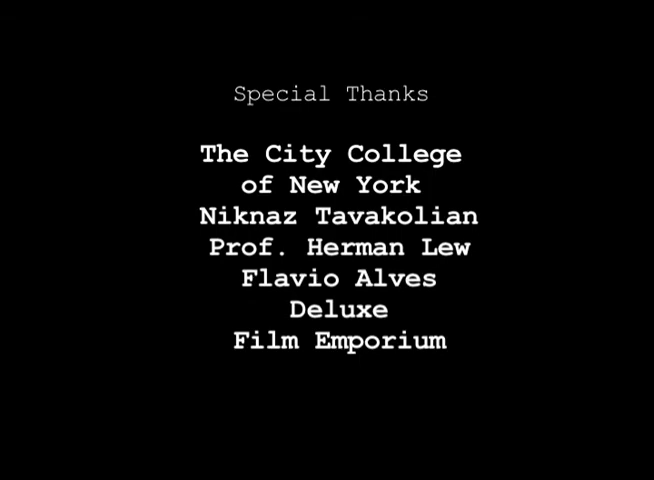 Special Thanks
The City College
of New York
Niknaz Tavakolian
Prof. Herman Lew
Flavio Alves
Deluxe
Film Emporium